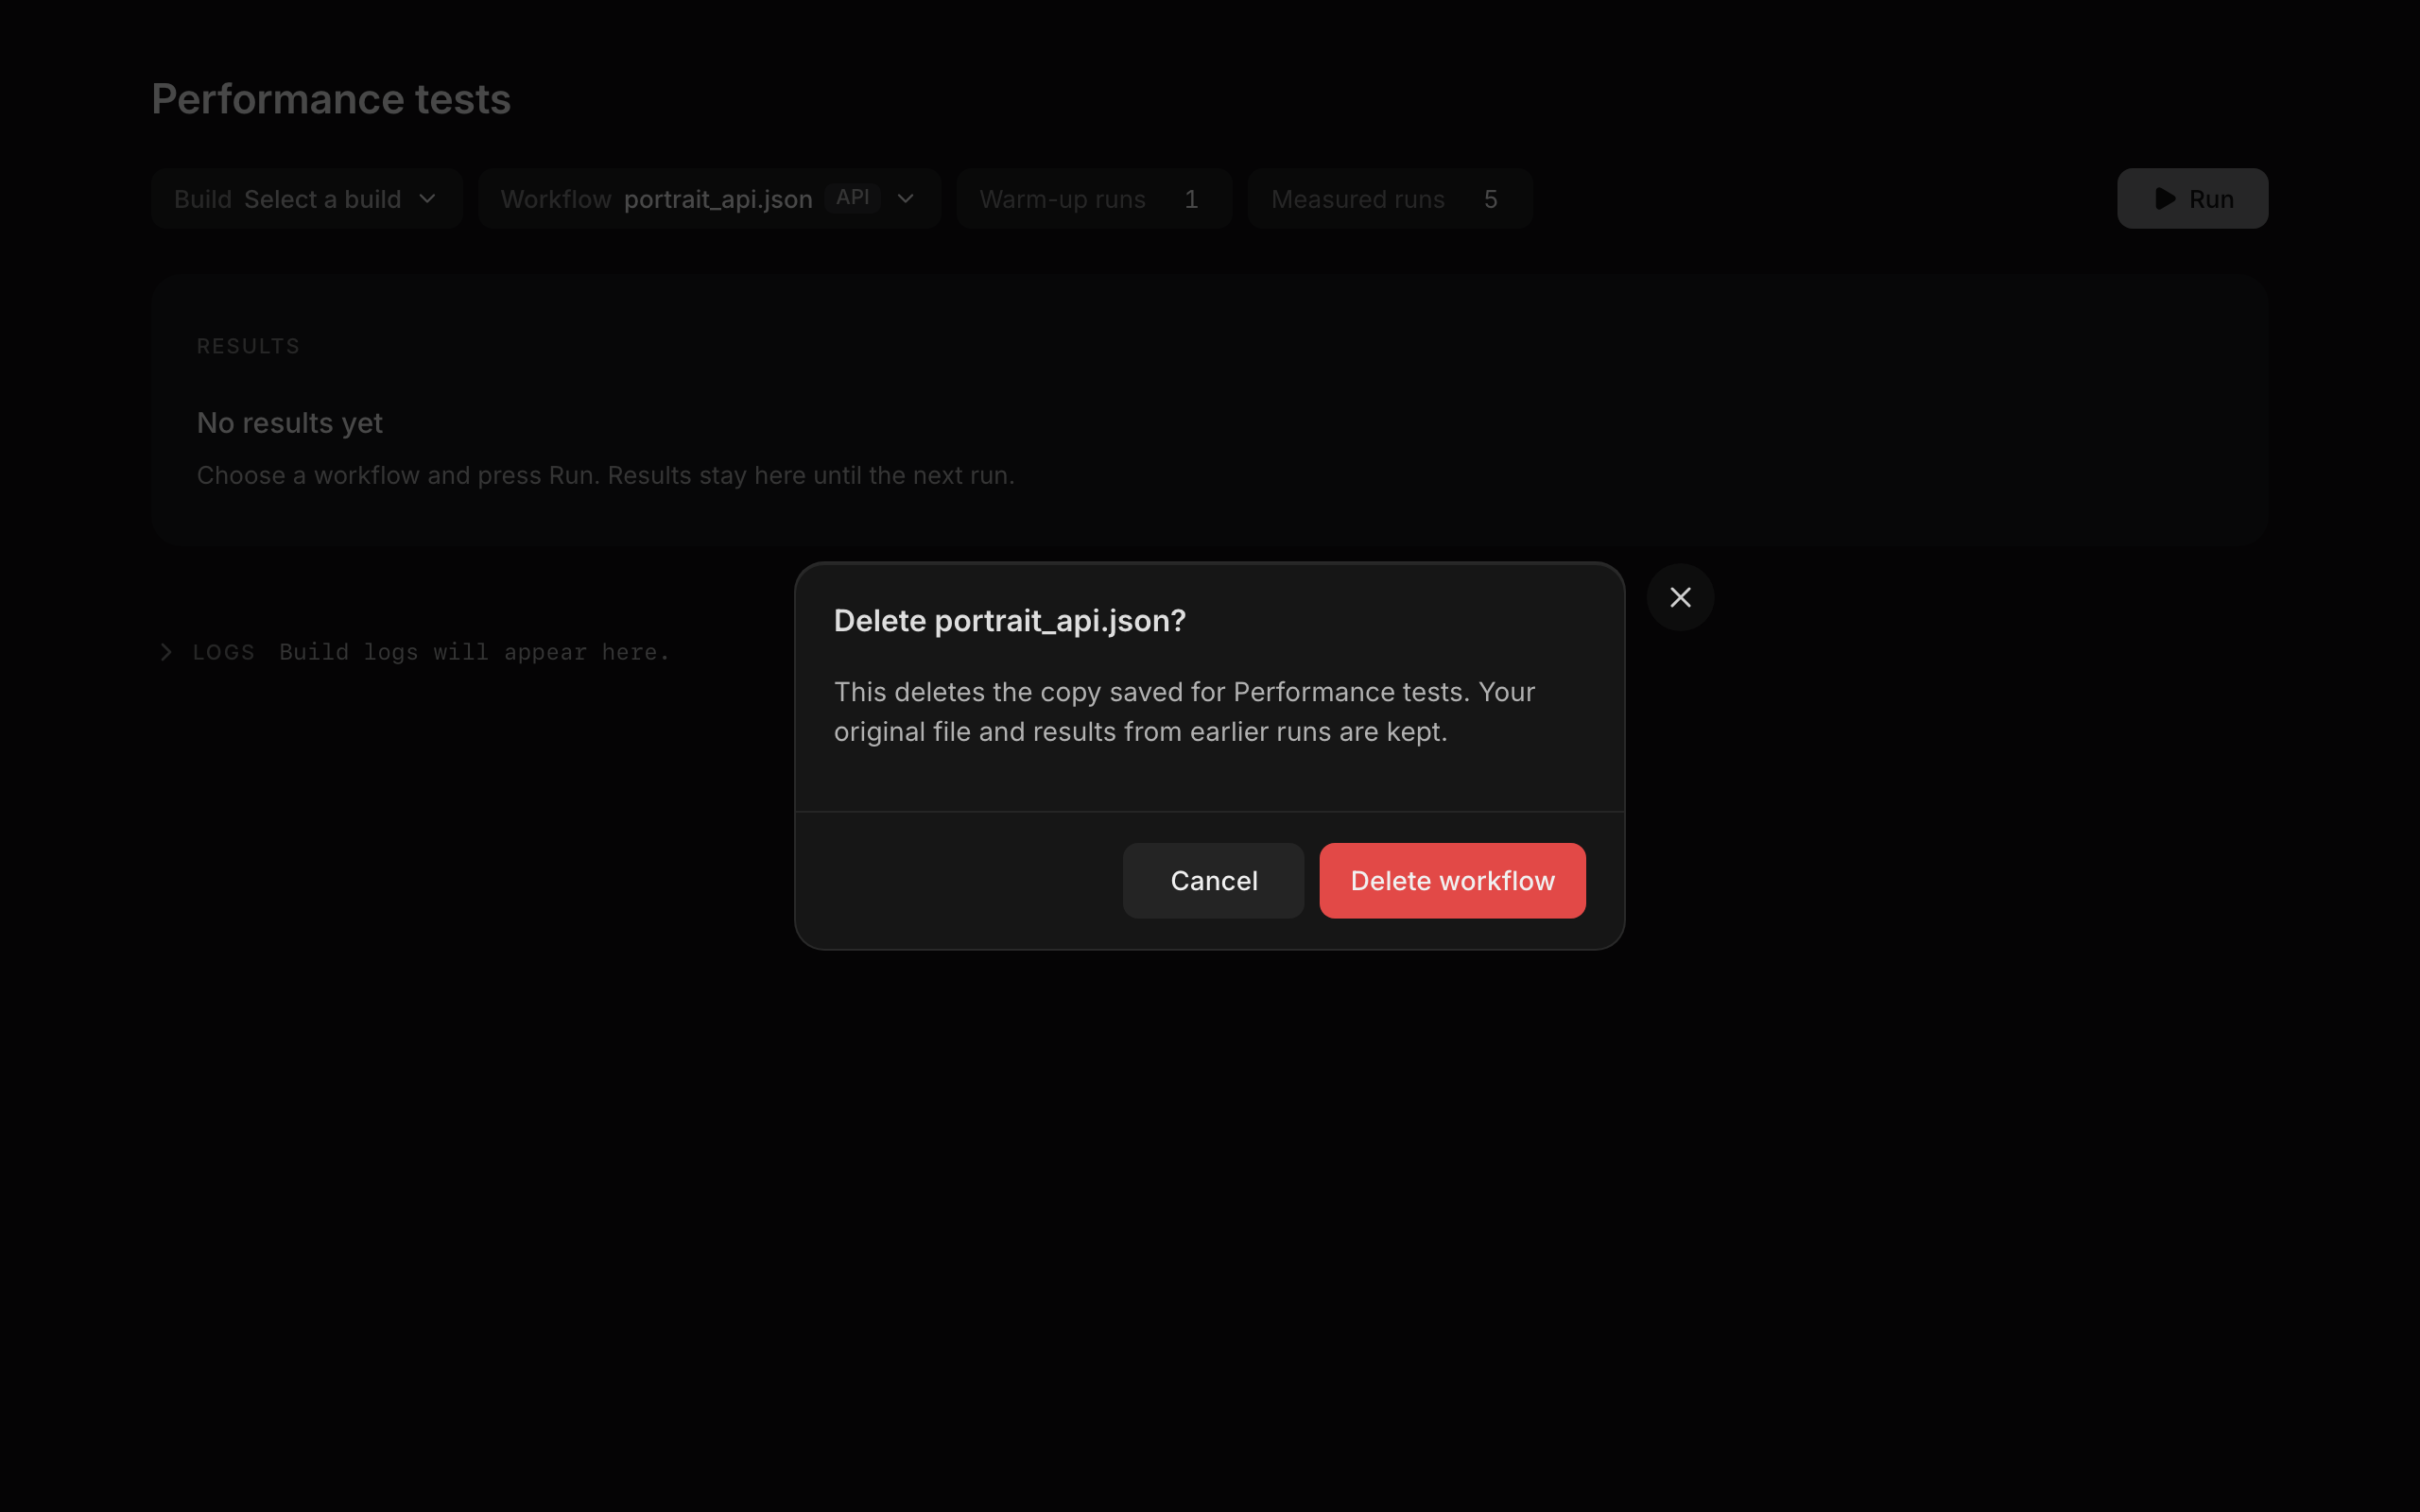 Performance tests
Build Select a build
Workflow portrait_api.json API
Warm-up runs 1
Measured runs 5
Run
RESULTS
No results yet
Choose a workflow and press Run. Results stay here until the next run.
LOGS Build logs will appear here.
Delete portrait_api.json?
This deletes the copy saved for Performance tests. Your
original file and results from earlier runs are kept.
Cancel
Delete workflow